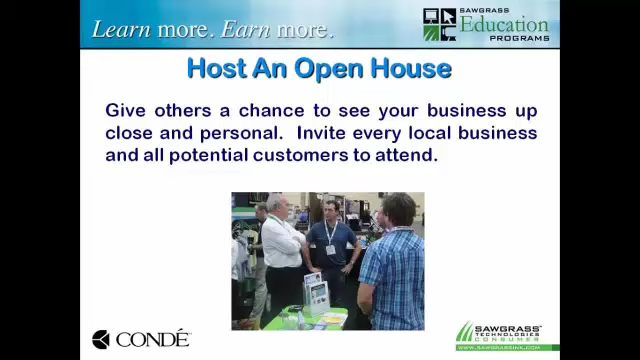 Learn more. Earn more.
SAWGRASS
Education
PROGRAMS
Host An Open House
Give others a chance to see your business up
close and personal. Invite every local business
and all potential customers to attend.
CONDÉ
SAWGRASS
TECHNOLOGIES
CONSUMER
WWW.SAWGRASSINK.COM